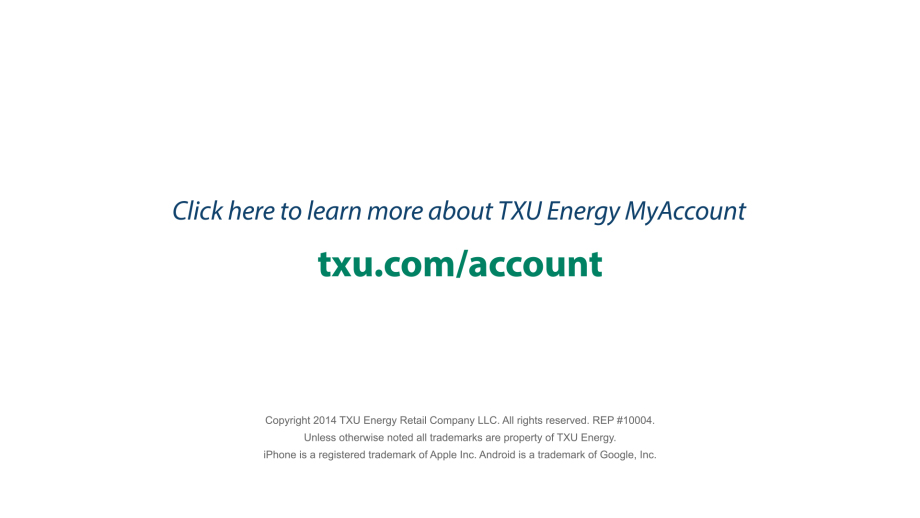 Click here to learn more about TXU Energy MyAccount
txu.com/account
Copyright 2014 TXU Energy Retail Company LLC. All rights reserved. REP #10004.
Unless otherwise noted all trademarks are property of TXU Energy.
iPhone is a registered trademark of Apple Inc. Android is a trademark of Google, Inc.